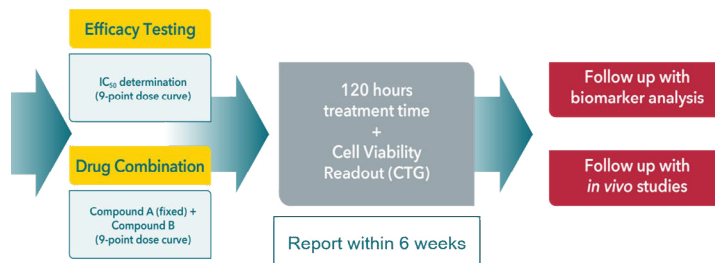 Efficacy Testing
IC₅₀ determination
(9-point dose curve)
Drug Combination
Compound A (fixed) +
Compound B
(9-point dose curve)
120 hours
treatment time
+
Cell Viability
Readout (CTG)
Report within 6 weeks
Follow up with
biomarker analysis
Follow up with
in vivo studies